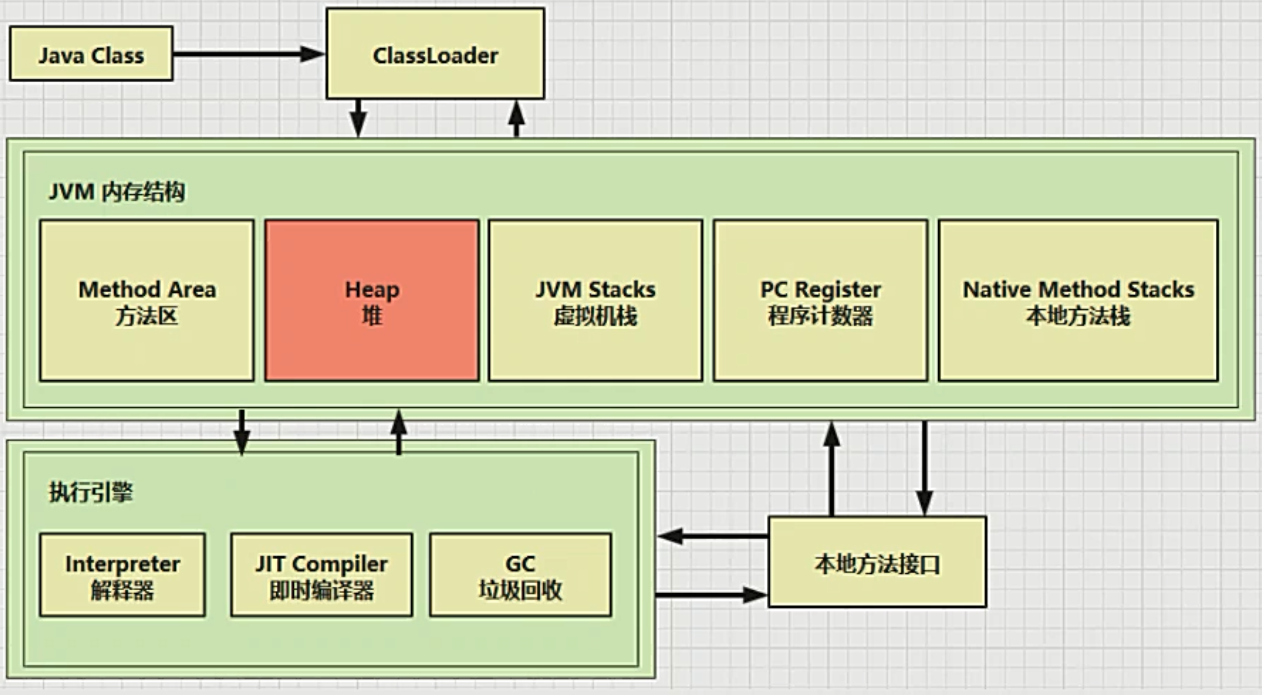 Java Class
ClassLoader
JVM 内存结构
Method Area
方法区
Heap
堆
JVM Stacks
虚拟机栈
PC Register
程序计数器
Native Method Stacks
本地方法栈
执行引擎
Interpreter
解释器
JIT Compiler
即时编译器
GC
垃圾回收
本地方法接口